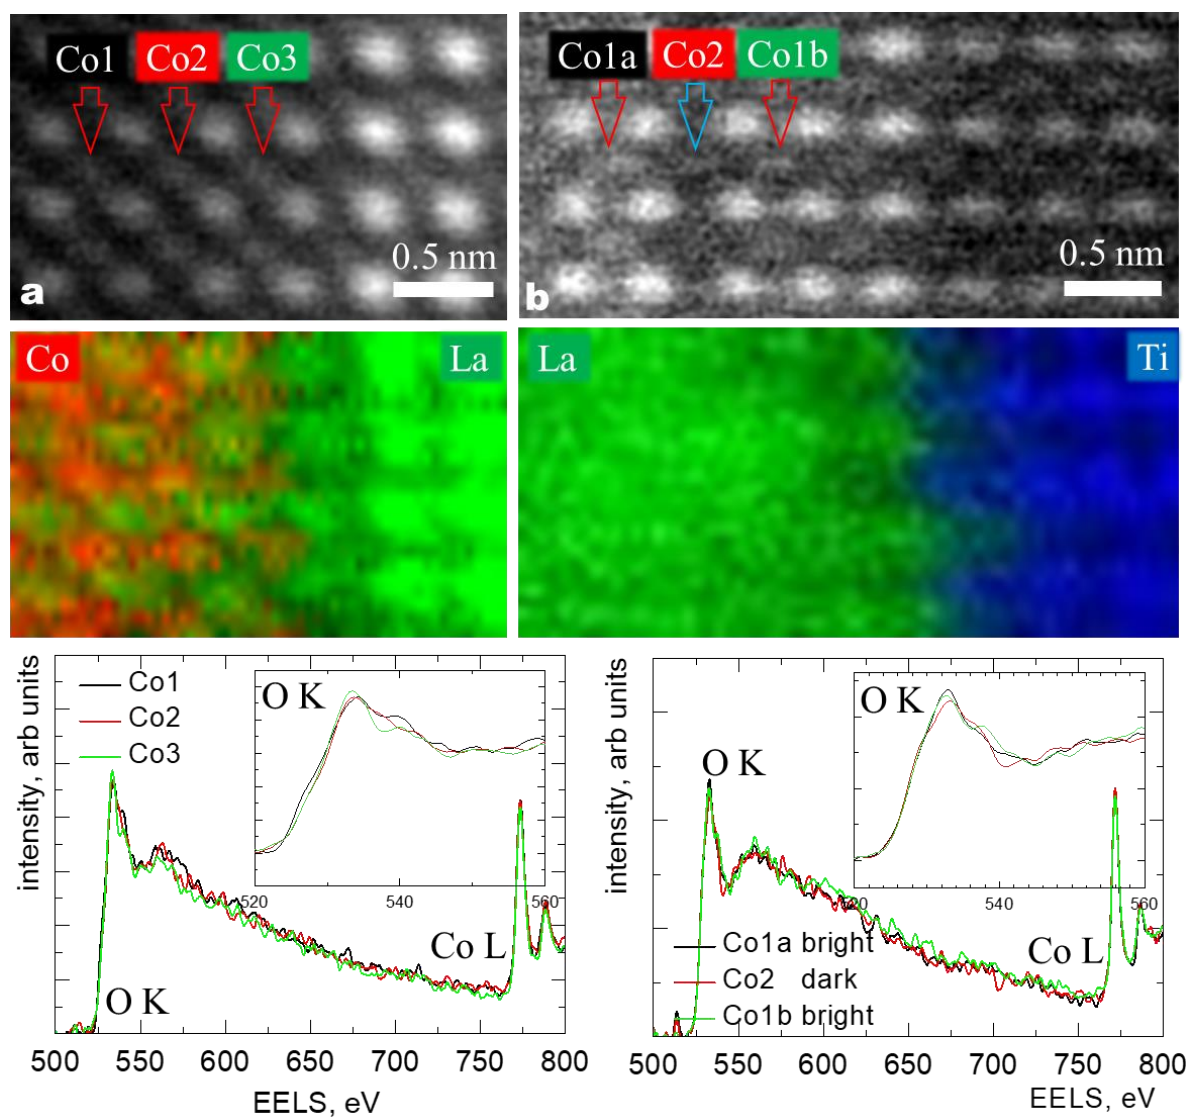 Co1 Co2 Co3
0.5 nm
a
Co1a Co2 Co1b
0.5 nm
b
Co La
La Ti
intensity, arb units
Co1
Co2
Co3
O K
520 540 560
O K
Co L
500 550 600 650 700 750 800
EELS, eV
intensity, arb units
O K
O K
520 540 560
Co1a bright
Co2 dark
Co1b bright
Co L
500 550 600 650 700 750 800
EELS, eV